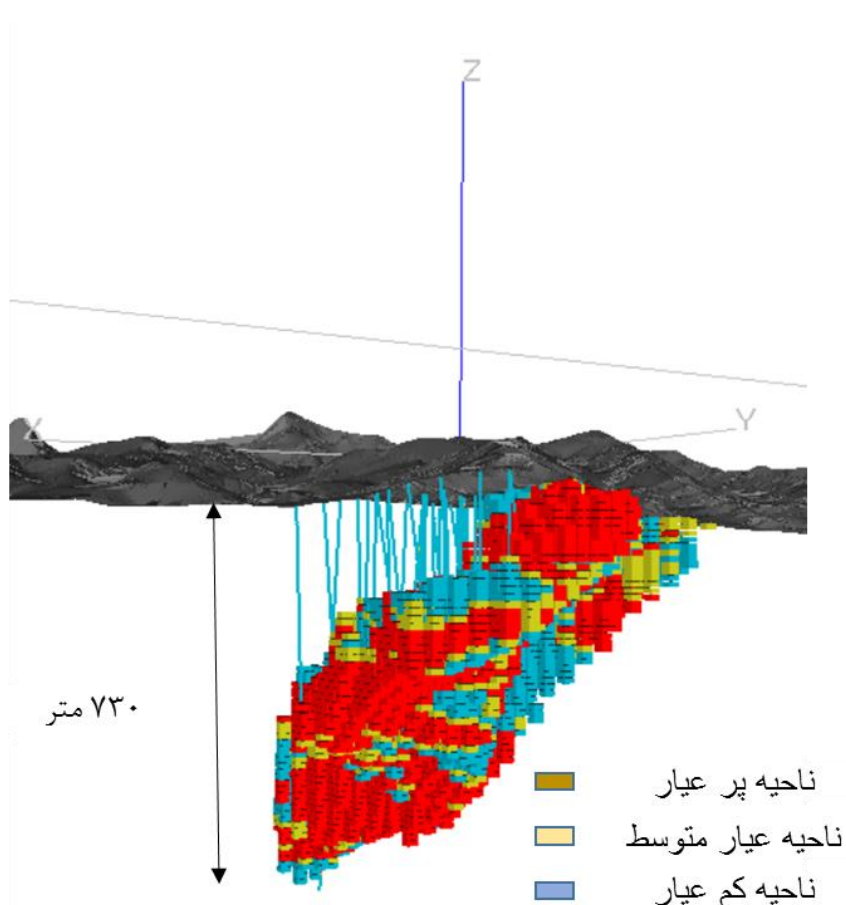 Z
X
Y
۷۳۰ متر
ناحیه پر عیار
ناحیه عیار متوسط
ناحیه کم عیار